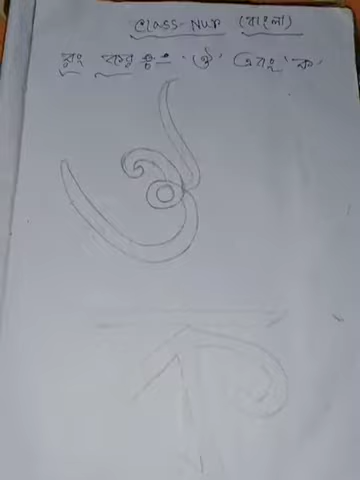 Class-Nur (বাংলা)
রং কর :- 'ঔ' এবং 'ক'
ঔ
ক